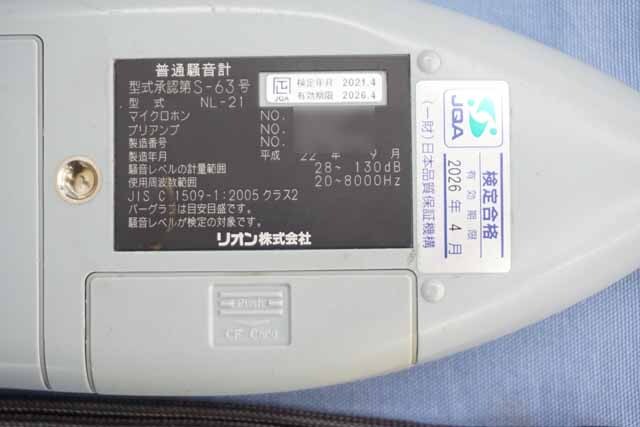 普通騒音計
型式承認第S-63号
型式 NL-21
検定年月 2021.4
有効期限 2026.4
JQA
マイクロホン NO.
プリアンプ NO.
製造番号 NO.
製造年月 平成 22 年 9 月
騒音レベルの計量範囲 28~ 130dB
使用周波数範囲 20~8000Hz
JIS C 1509-1:2005 クラス2
バーグラフは目安目盛です。
騒音レベルが検定の対象です。
リオン株式会社
JQA
検定合格
有効期限
2026年4月
(一財)日本品質保証機構
Push
CF Card